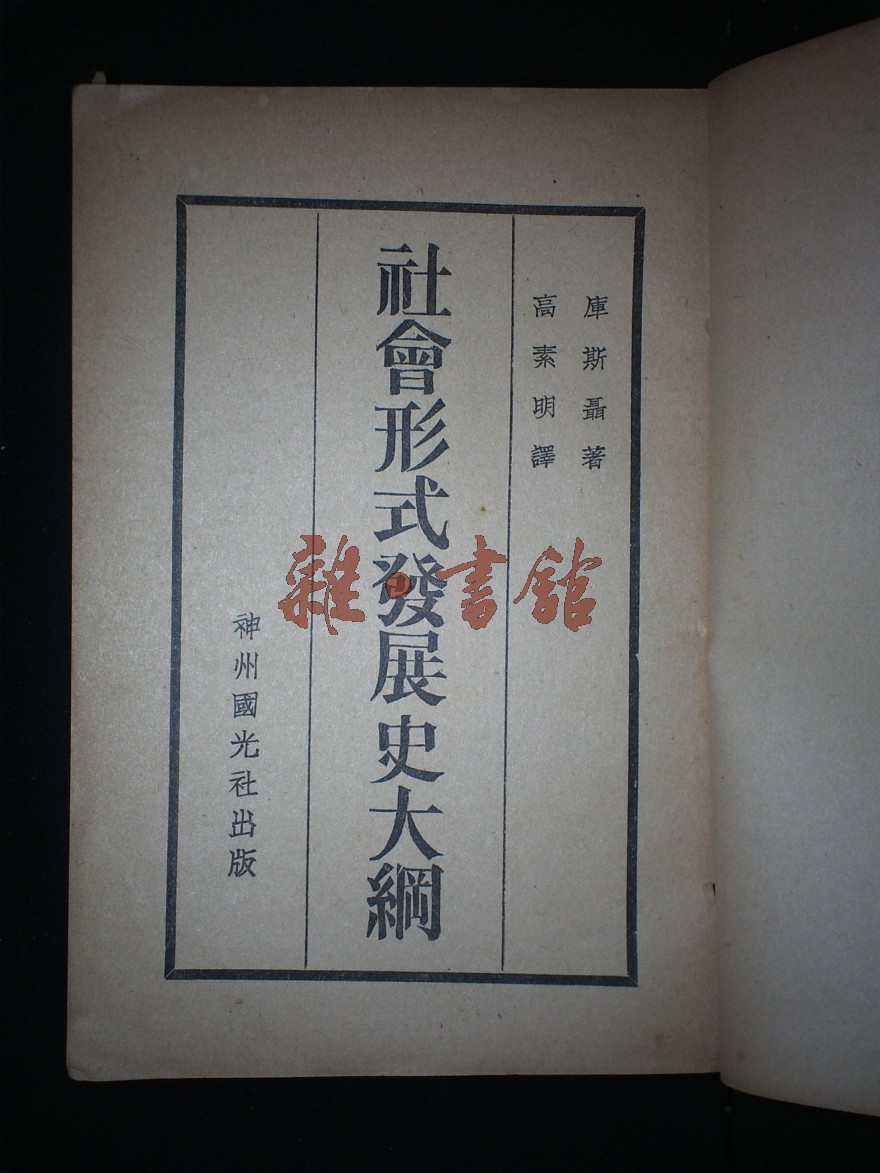 庫斯聶著
高素明譯
社會形式發展史大綱
神州國光社出版
雜·書館